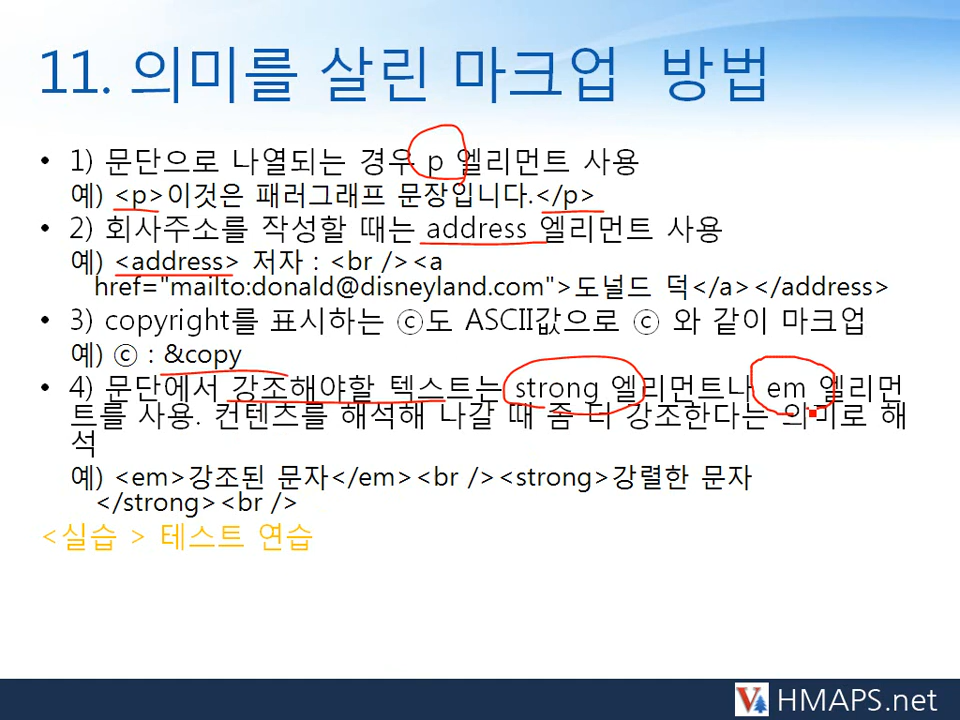 11. 의미를 살린 마크업 방법
• 1) 문단으로 나열되는 경우 p 엘리먼트 사용
예) <p>이것은 패러그래프 문장입니다.</p>
• 2) 회사주소를 작성할 때는 address 엘리먼트 사용
예) <address> 저자 : <br /><a
href="mailto:donald@disneyland.com">도널드 덕</a></address>
• 3) copyright를 표시하는 ⓒ도 ASCII값으로 ⓒ 와 같이 마크업
예) ⓒ : &copy
• 4) 문단에서 강조해야할 텍스트는 strong 엘리먼트나 em 엘리먼
트를 사용. 컨텐츠를 해석해 나갈 때 좀 더 강조한다는 의미로 해
석
예) <em>강조된 문자</em><br /><strong>강렬한 문자
</strong><br />
<실습 > 테스트 연습
HMAPS.net